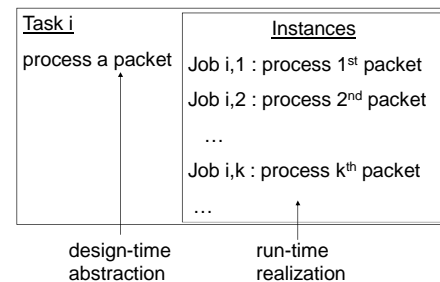 Task i
process a packet
Instances
Job i,1 : process 1st packet
Job i,2 : process 2nd packet
…
Job i,k : process kth packet
…
design-time
abstraction
run-time
realization